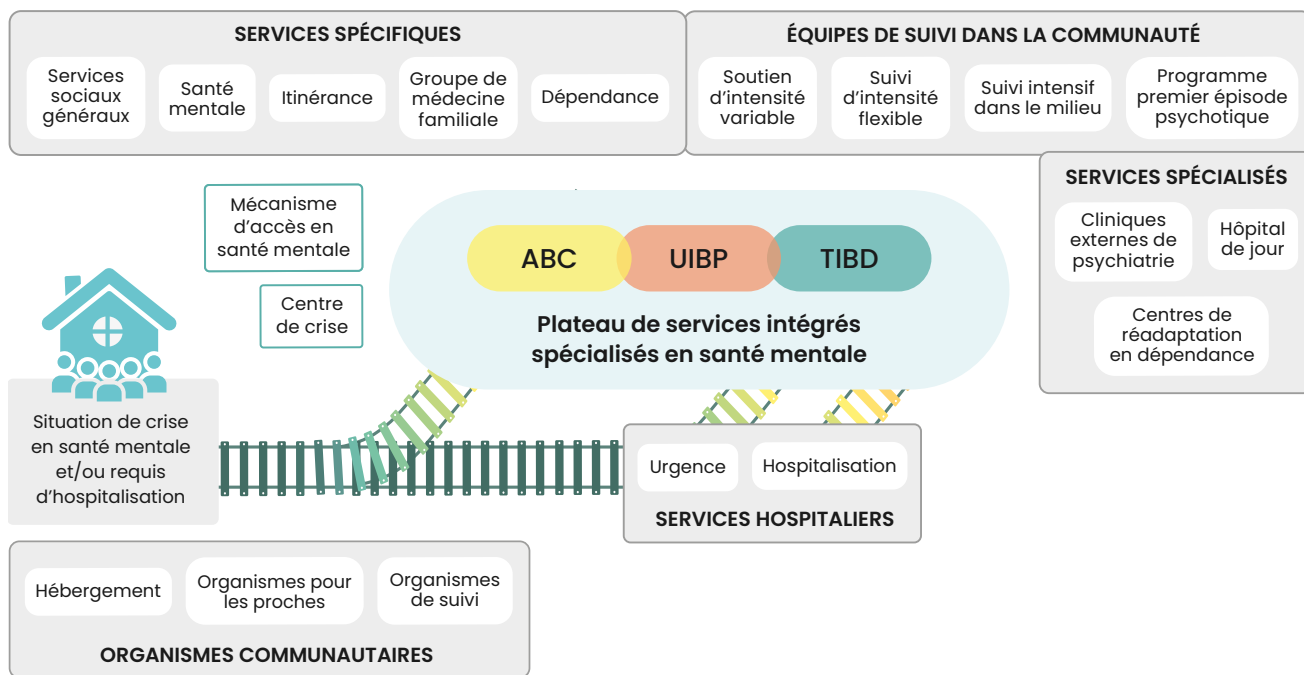 SERVICES SPÉCIFIQUES
Services
sociaux
généraux
Santé
mentale
Itinérance
Groupe de
médecine
familiale
Dépendance
ÉQUIPES DE SUIVI DANS LA COMMUNAUTÉ
Soutien
d’intensité
variable
Suivi
d’intensité
flexible
Suivi intensif
dans le milieu
Programme
premier épisode
psychotique
SERVICES SPÉCIALISÉS
Cliniques
externes de
psychiatrie
Hôpital
de jour
Centres de
réadaptation
en dépendance
Mécanisme
d’accès en
santé mentale
Centre
de crise
ABC
UIBP
TIBD
Plateau de services intégrés
spécialisés en santé mentale
Situation de crise
en santé mentale
et/ou requis
d’hospitalisation
Urgence
Hospitalisation
SERVICES HOSPITALIERS
Hébergement
Organismes pour
les proches
Organismes
de suivi
ORGANISMES COMMUNAUTAIRES